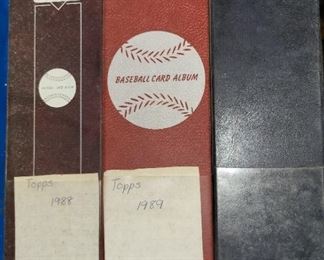 BASEBALL CARD ALBUM
Topps
1988
Topps
1989